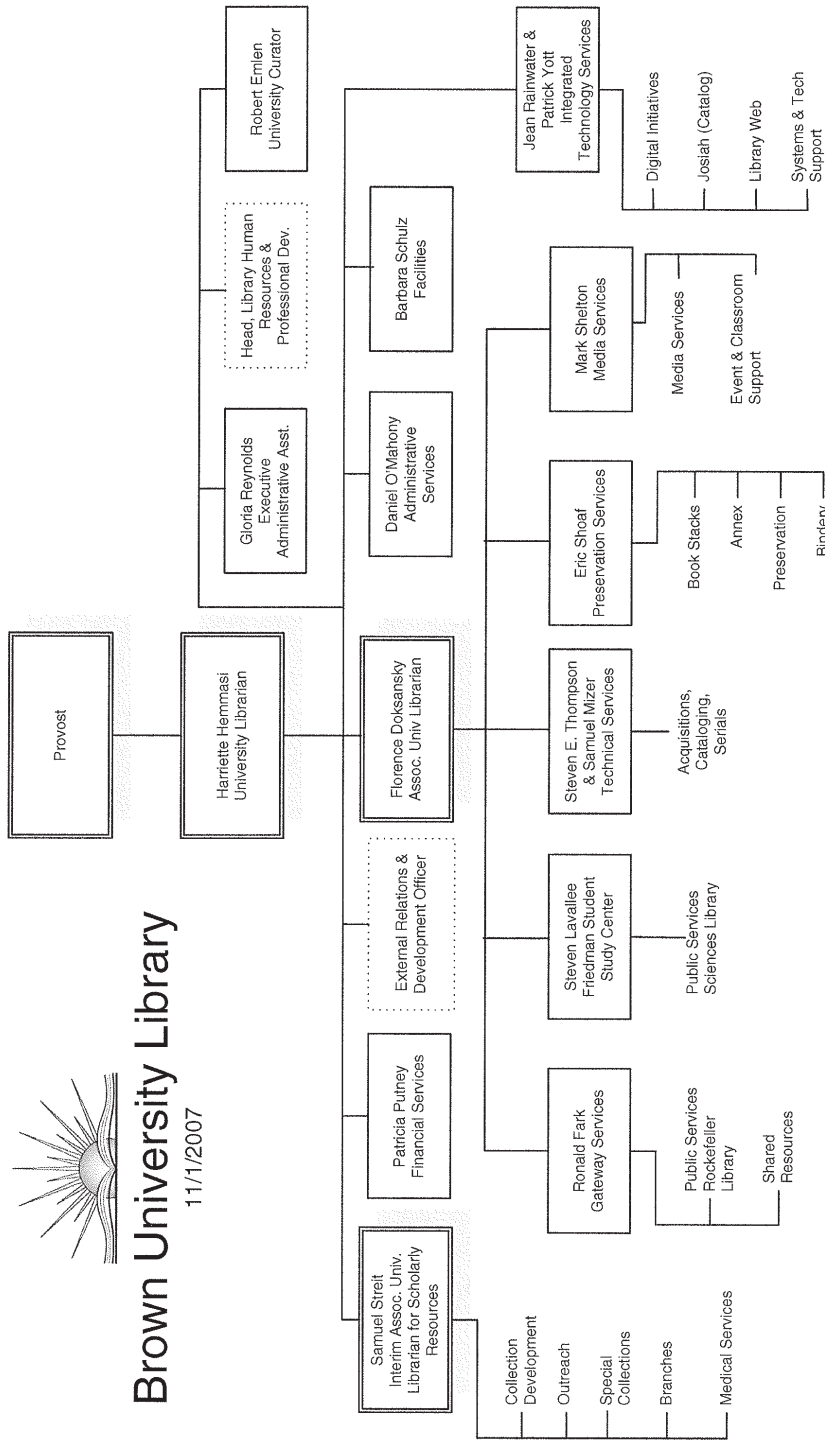 Brown University Library
11/1/2007
Provost
Harriette Hemmasi
University Librarian
Gloria Reynolds
Executive
Administrative Asst.
Head, Library Human
Resources &
Professional Dev.
Robert Emlen
University Curator
Samuel Streit
Interim Assoc. Univ.
Librarian for Scholarly
Resources
Patricia Putney
Financial Services
External Relations &
Development Officer
Florence Doksansky
Assoc. Univ Librarian
Daniel O'Mahony
Administrative
Services
Barbara Schulz
Facilities
Jean Rainwater &
Patrick Yott
Integrated
Technology Services
Collection
Development
Outreach
Special
Collections
Branches
Medical Services
Ronald Fark
Gateway Services
Public Services
Rockefeller
Library
Shared
Resources
Steven Lavallee
Friedman Student
Study Center
Public Services
Sciences Library
Steven E. Thompson
& Samuel Mizer
Technical Services
Acquisitions,
Cataloging,
Serials
Eric Shoaf
Preservation Services
Book Stacks
Annex
Preservation
Bindery
Mark Shelton
Media Services
Media Services
Event & Classroom
Support
Digital Initiatives
Josiah (Catalog)
Library Web
Systems & Tech
Support